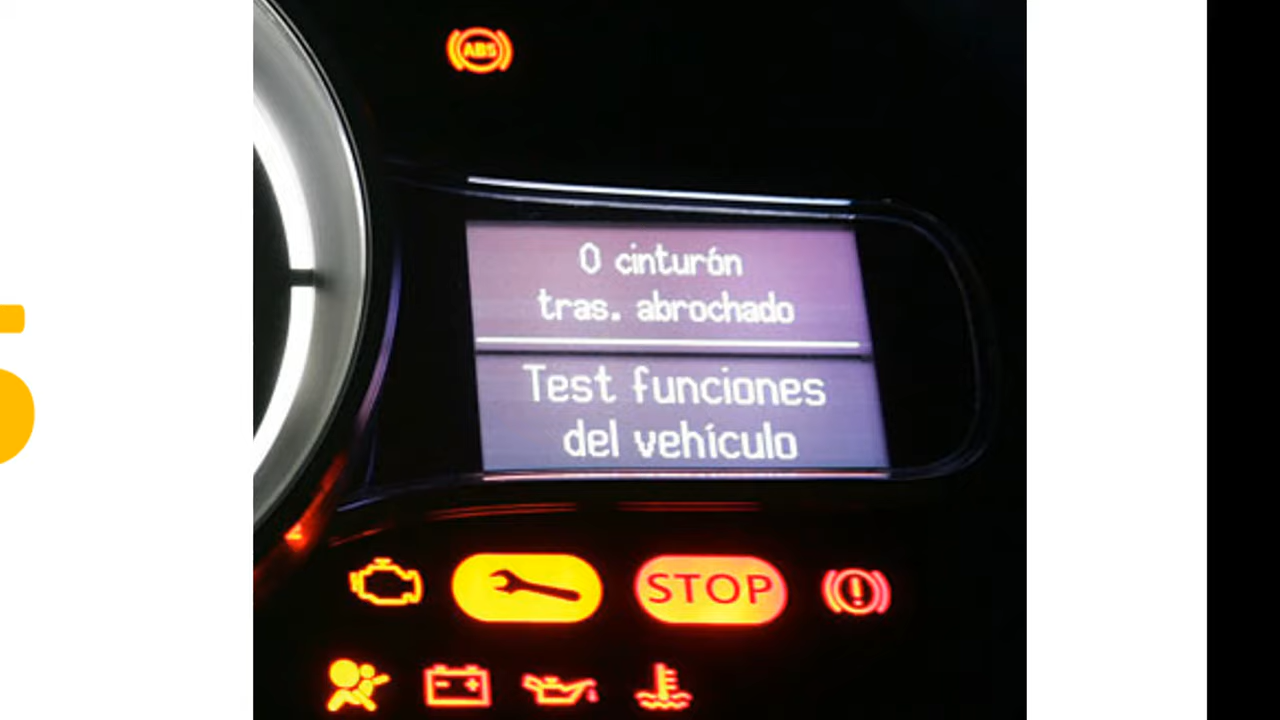 ABS
0 cinturón
tras. abrochado
Test funciones
del vehículo
STOP